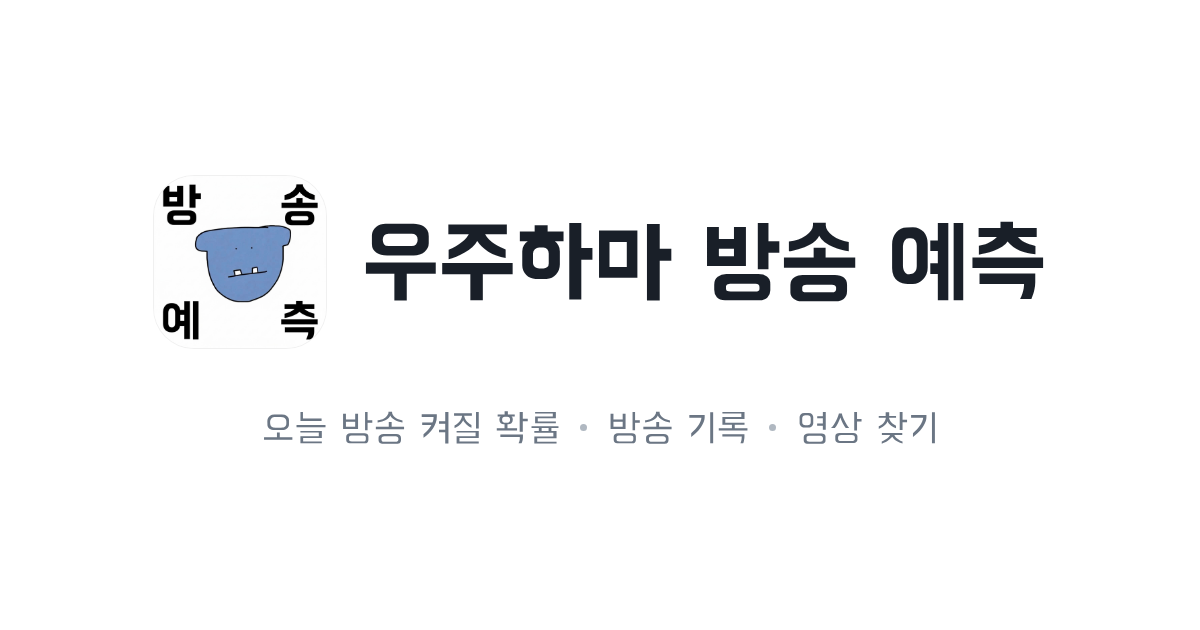 방 송
예 측
우주하마 방송 예측
오늘 방송 켜질 확률 • 방송 기록 • 영상 찾기